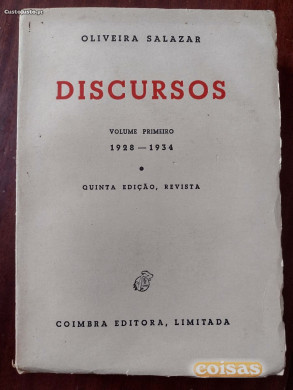 OLIVEIRA SALAZAR
DISCURSOS
VOLUME PRIMEIRO
1928 — 1934
QUINTA EDIÇÃO, REVISTA
COIMBRA EDITORA, LIMITADA
coisas